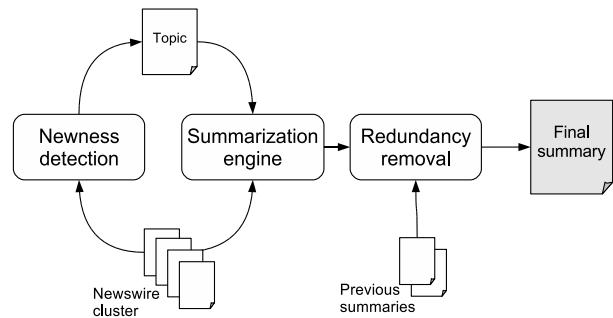 Topic
Newness
detection
Summarization
engine
Redundancy
removal
Final
summary
Newswire
cluster
Previous
summaries